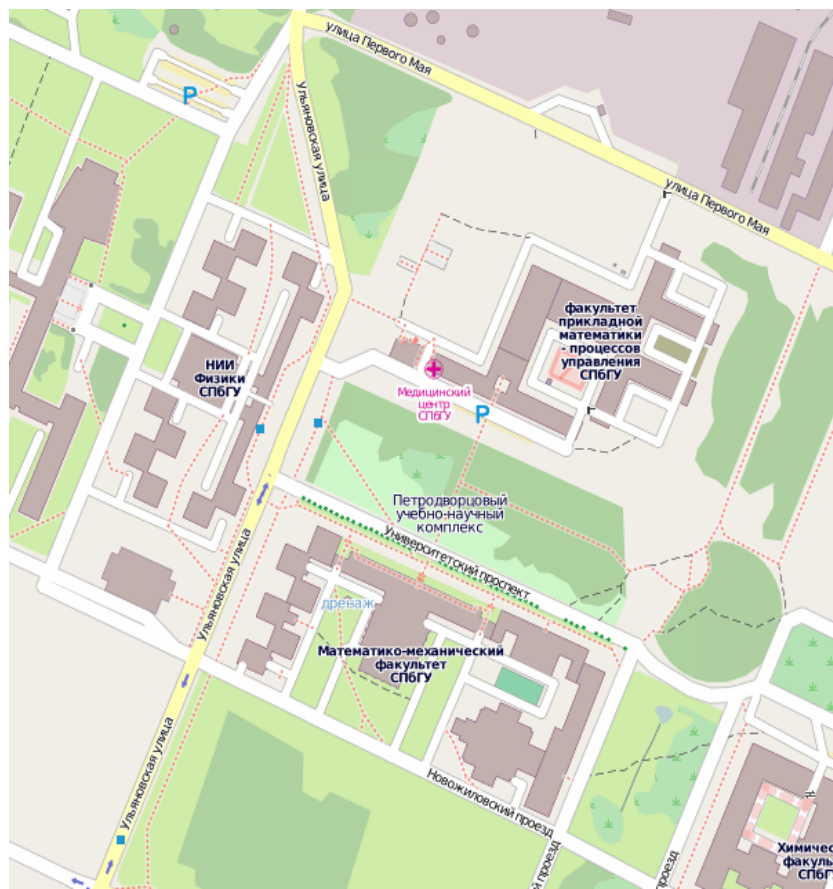 улица Первого Мая
P
Ульяновская улица
улица Первого Мая
факультет
прикладной
математики
- процессов
управления
СПбГУ
НИИ
Физики
СПбГУ
Медицинский
центр
СПбГУ
P
Петродворцовый
учебно-научный
комплекс
Университетский проспект
Ульяновская улица
дренаж
Математико-механический
факультет
СПбГУ
Ульяновская улица
Новожиловский проезд
проезд
проезд
Химичес
факуль
СПбГ